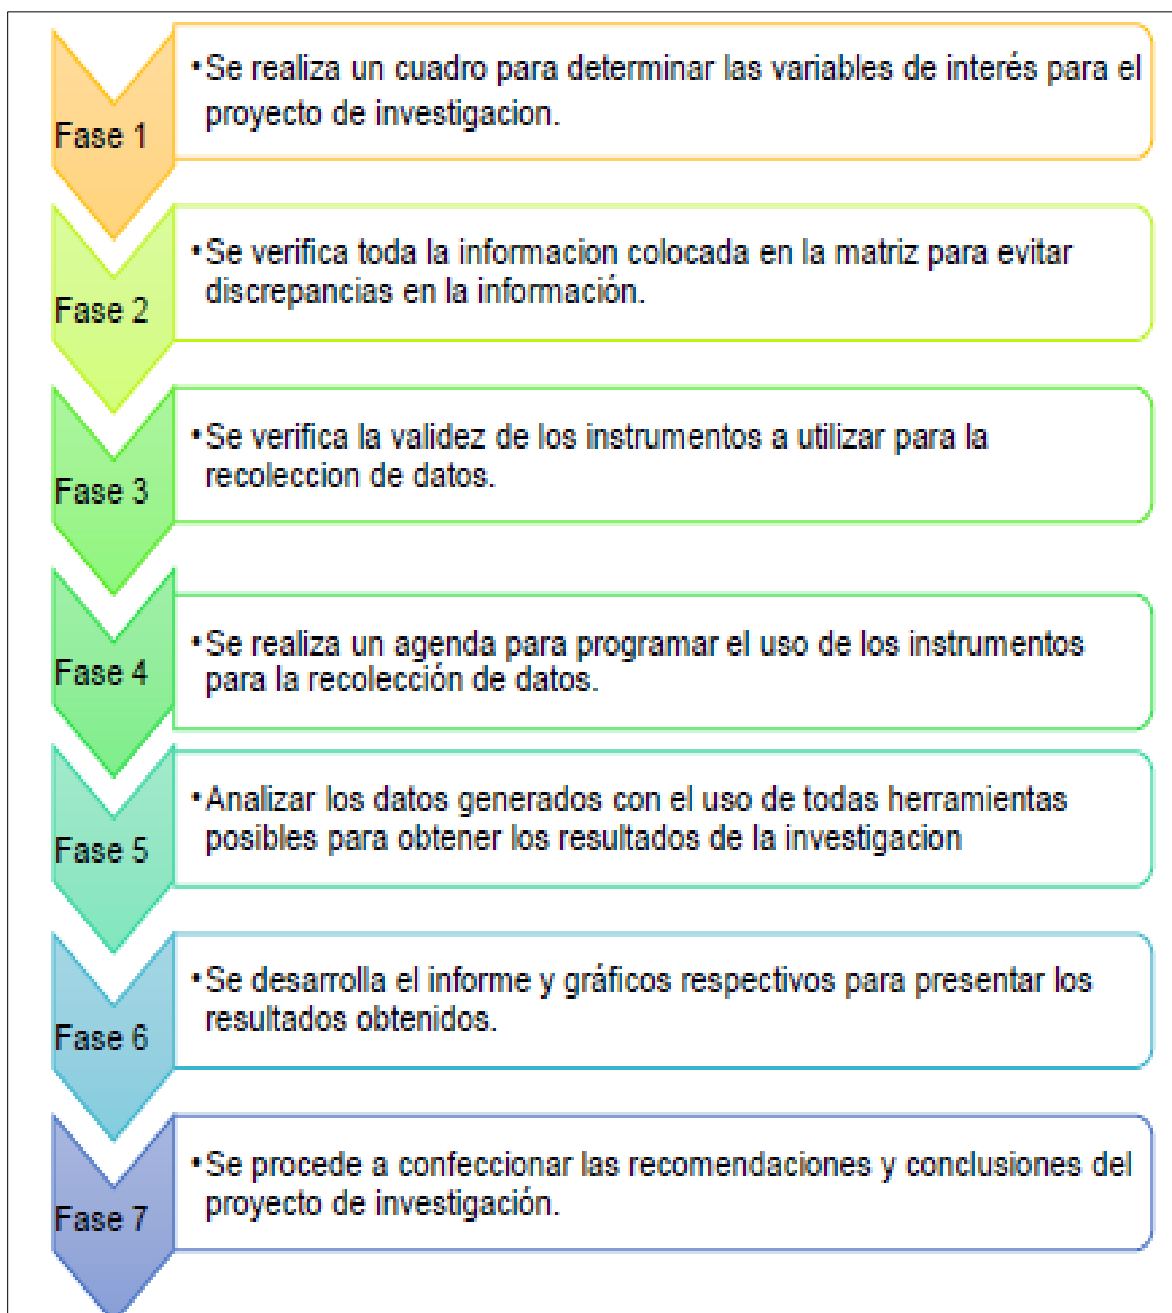 Fase 1
•Se realiza un cuadro para determinar las variables de interés para el
proyecto de investigacion.
Fase 2
•Se verifica toda la informacion colocada en la matriz para evitar
discrepancias en la información.
Fase 3
•Se verifica la validez de los instrumentos a utilizar para la
recoleccion de datos.
Fase 4
•Se realiza un agenda para programar el uso de los instrumentos
para la recolección de datos.
Fase 5
•Analizar los datos generados con el uso de todas herramientas
posibles para obtener los resultados de la investigacion
Fase 6
•Se desarrolla el informe y gráficos respectivos para presentar los
resultados obtenidos.
Fase 7
•Se procede a confeccionar las recomendaciones y conclusiones del
proyecto de investigación.